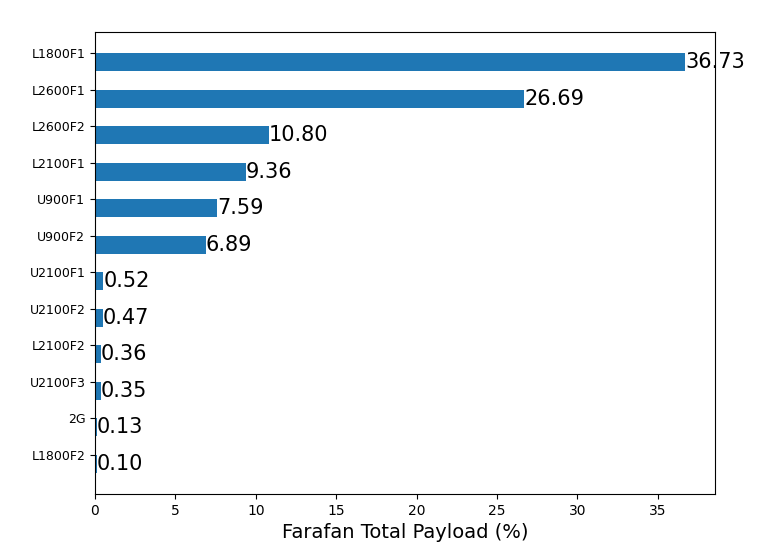 L1800F1 36.73
L2600F1 26.69
L2600F2 10.80
L2100F1 9.36
U900F1 7.59
U900F2 6.89
U2100F1 0.52
U2100F2 0.47
L2100F2 0.36
U2100F3 0.35
2G 0.13
L1800F2 0.10
0 5 10 15 20 25 30 35
Farafan Total Payload (%)